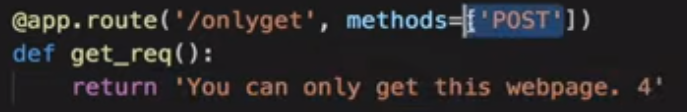 @app.route('/onlyget', methods=['POST'])
def get_req():
    return 'You can only get this webpage. 4'